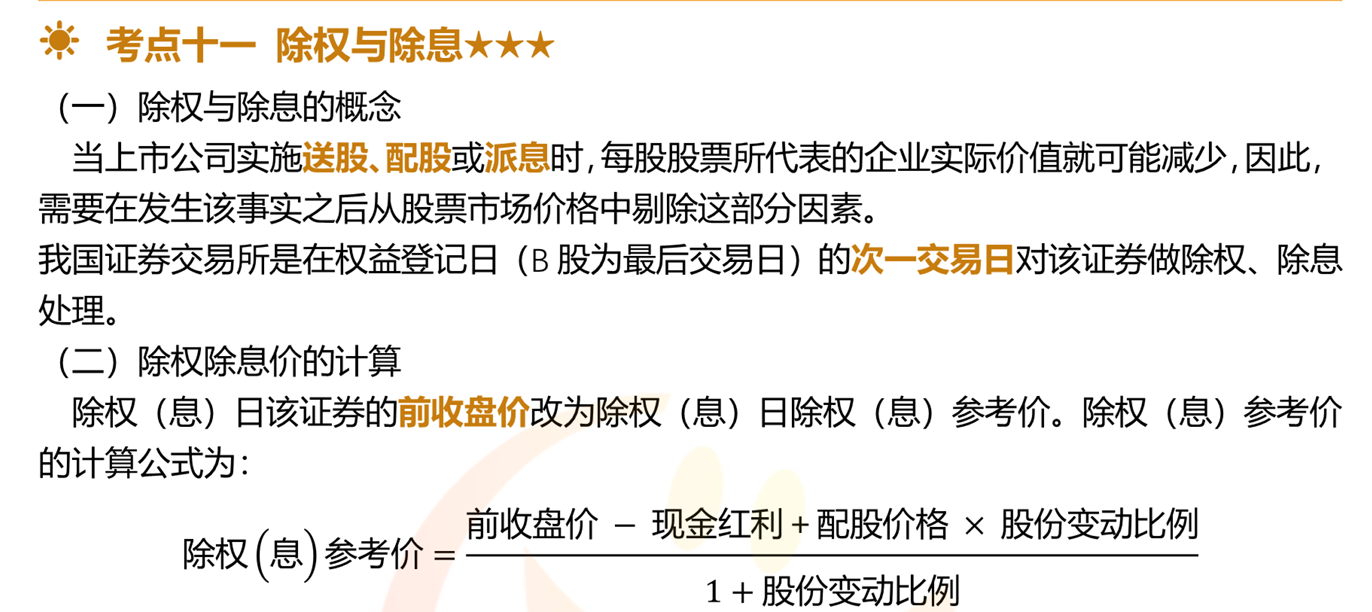 考点十一 除权与除息★★★
（一）除权与除息的概念
当上市公司实施送股、配股或派息时,每股股票所代表的企业实际价值就可能减少,因此,
需要在发生该事实之后从股票市场价格中剔除这部分因素。
我国证券交易所是在权益登记日（B 股为最后交易日）的次一交易日对该证券做除权、除息
处理。
（二）除权除息价的计算
除权（息）日该证券的前收盘价改为除权（息）日除权（息）参考价。除权（息）参考价
的计算公式为：
除权(息)参考价 = (前收盘价 − 现金红利 + 配股价格 × 股份变动比例) / (1 + 股份变动比例)